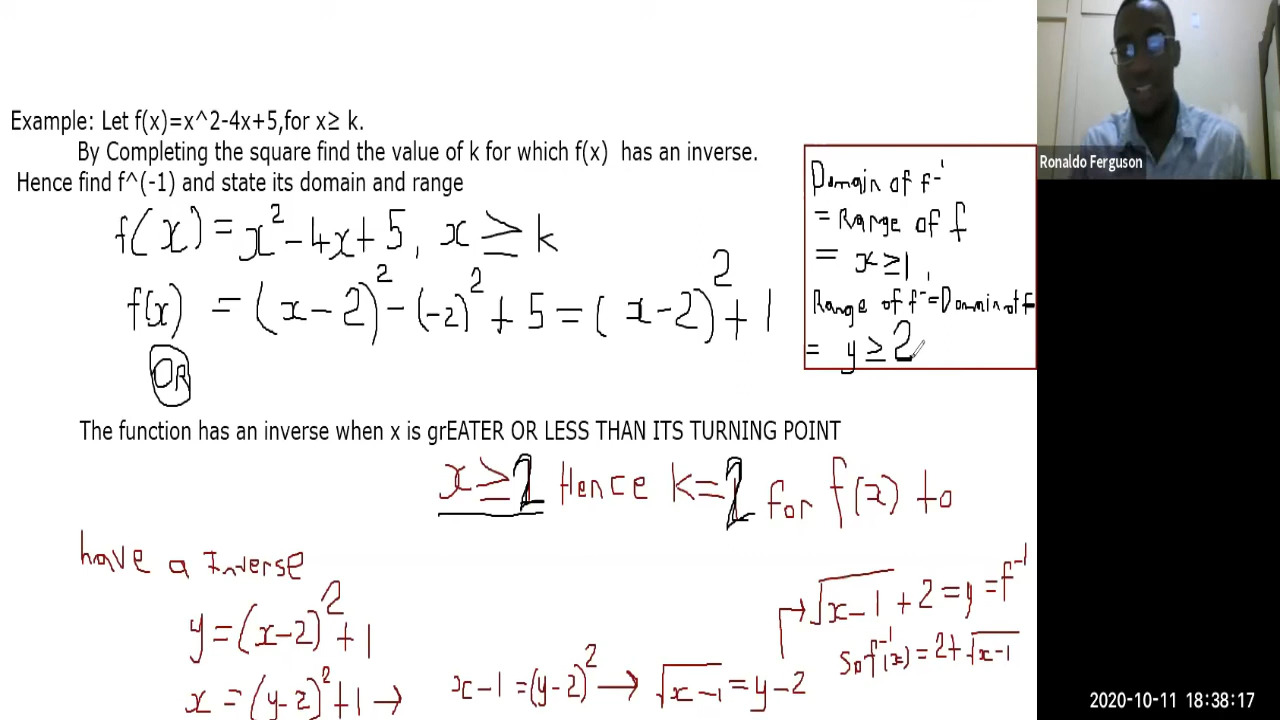 Example: Let f(x)=x^2-4x+5,for x≥ k.
By Completing the square find the value of k for which f(x) has an inverse.
Hence find f^(-1) and state its domain and range
f(x) = x² - 4x + 5, x ≥ k
f(x) = (x - 2)² - (-2)² + 5 = (x - 2)² + 1
OR
Domain of f⁻¹
= Range of f
= x ≥ 1,
Range of f⁻¹ = Domain of f
= y ≥ 2
The function has an inverse when x is grEATER OR LESS THAN ITS TURNING POINT
x ≥ 2 Hence k = 2 for f(x) to
have a Inverse
y = (x - 2)² + 1
x = (y - 2)² + 1 →
x - 1 = (y - 2)² → √x - 1 = y - 2
→ √x - 1 + 2 = y = f⁻¹
So f⁻¹(x) = 2 + √x - 1
Ronaldo Ferguson
2020-10-11 18:38:17